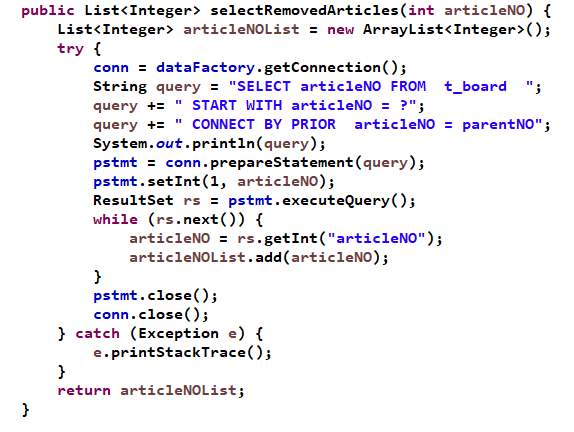 public List<Integer> selectRemovedArticles(int articleNO) {
    List<Integer> articleNOList = new ArrayList<Integer>();
    try {
        conn = dataFactory.getConnection();
        String query = "SELECT articleNO FROM  t_board  ";
        query += " START WITH articleNO = ?";
        query += " CONNECT BY PRIOR  articleNO = parentNO";
        System.out.println(query);
        pstmt = conn.prepareStatement(query);
        pstmt.setInt(1, articleNO);
        ResultSet rs = pstmt.executeQuery();
        while (rs.next()) {
            articleNO = rs.getInt("articleNO");
            articleNOList.add(articleNO);
        }
        pstmt.close();
        conn.close();
    } catch (Exception e) {
        e.printStackTrace();
    }
    return articleNOList;
}